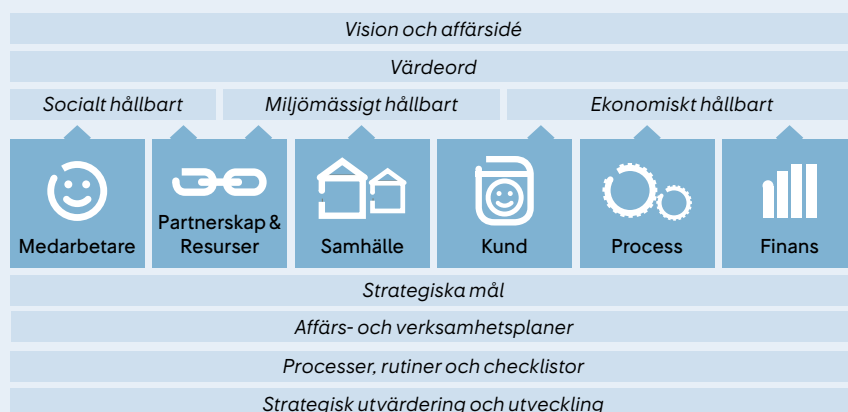 Vision och affärsidé
Värdeord
Socialt hållbart
Miljömässigt hållbart
Ekonomiskt hållbart
Medarbetare
Partnerskap &
Resurser
Samhälle
Kund
Process
Finans
Strategiska mål
Affärs- och verksamhetsplaner
Processer, rutiner och checklistor
Strategisk utvärdering och utveckling